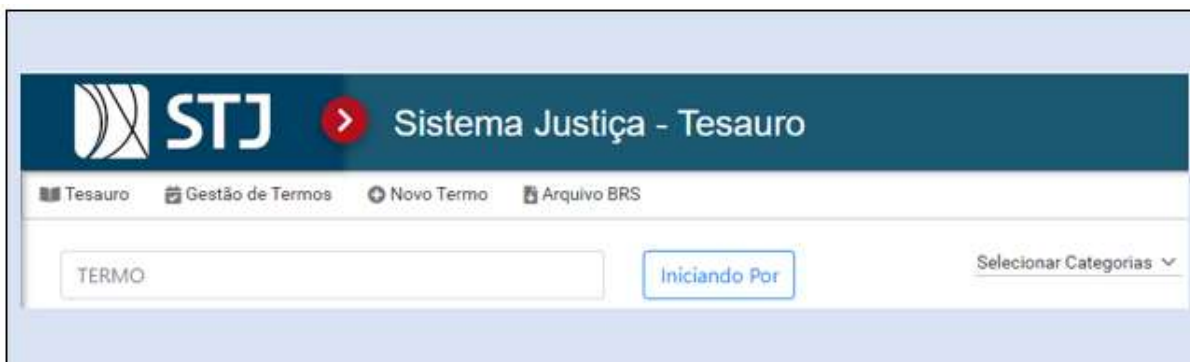 STJ Sistema Justiça - Tesauro
Tesauro Gestão de Termos Novo Termo Arquivo BRS
TERMO Iniciando Por Selecionar Categorias